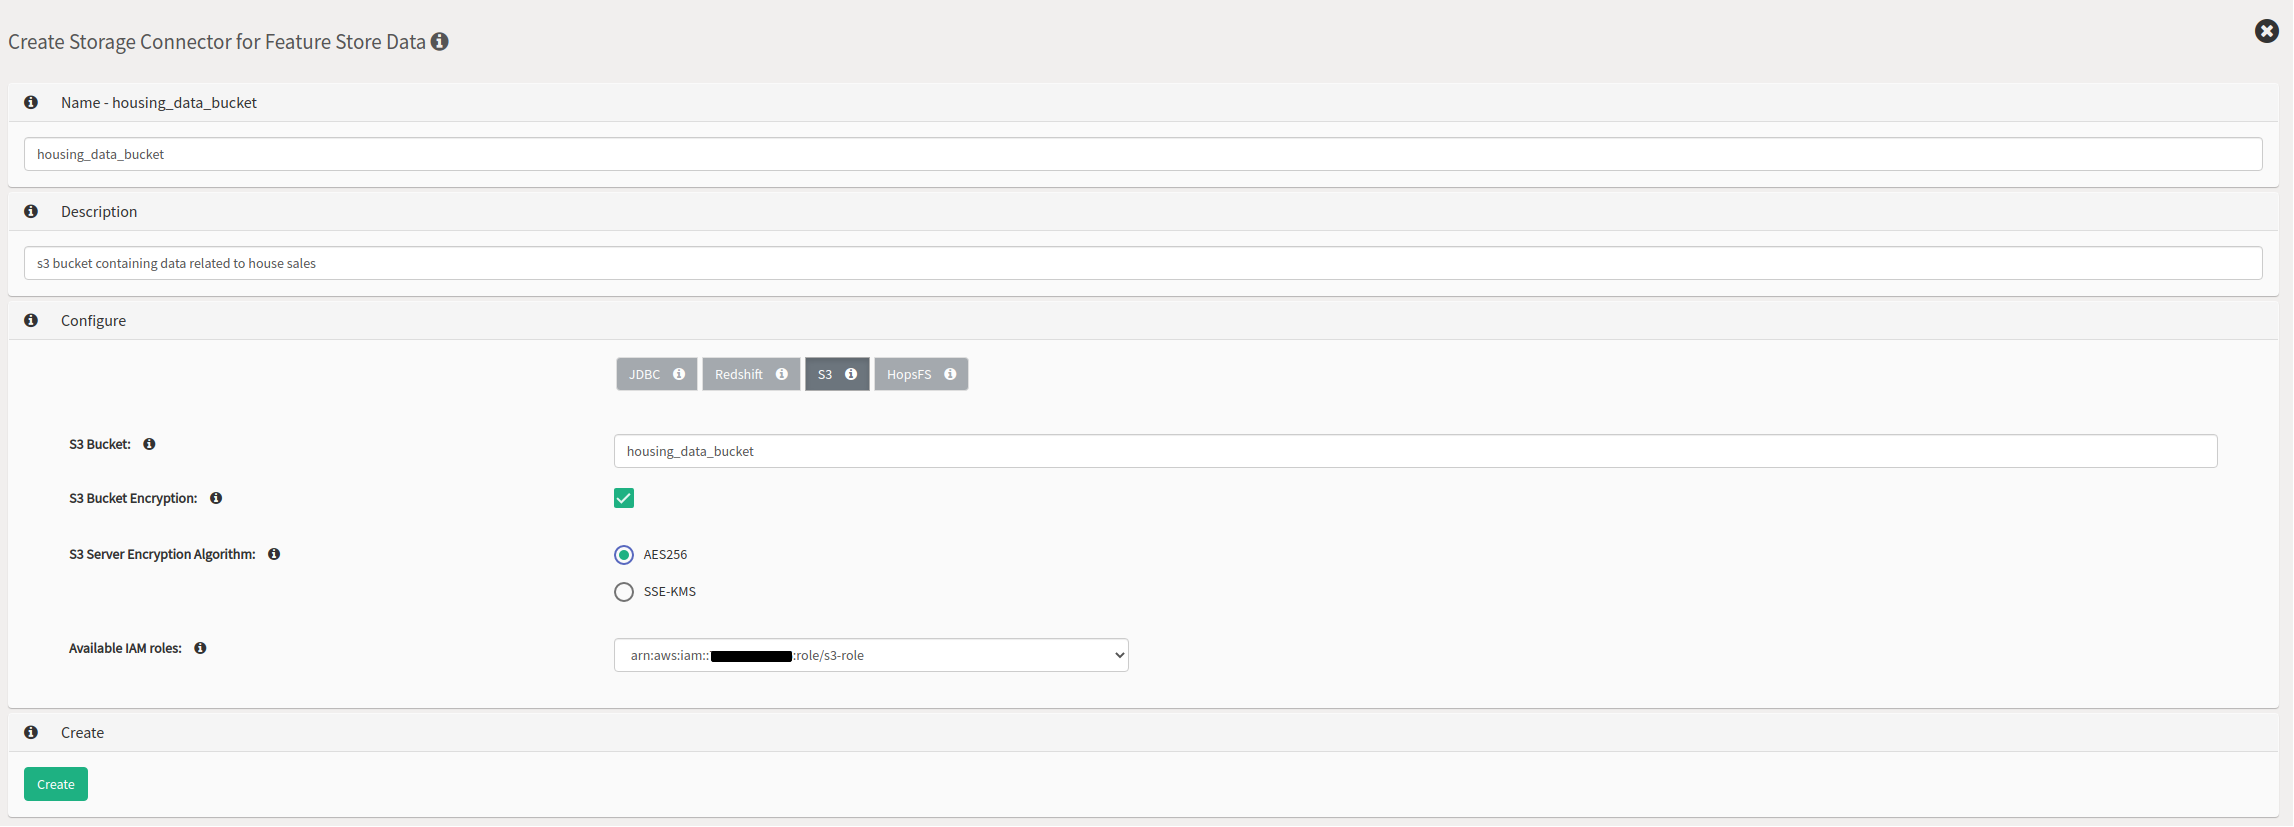 Create Storage Connector for Feature Store Data
Name - housing_data_bucket
housing_data_bucket
Description
s3 bucket containing data related to house sales
Configure
JDBC Redshift S3 HopsFS
S3 Bucket: housing_data_bucket
S3 Bucket Encryption:
S3 Server Encryption Algorithm: AES256
SSE-KMS
Available IAM roles: arn:aws:iam:: :role/s3-role
Create
Create